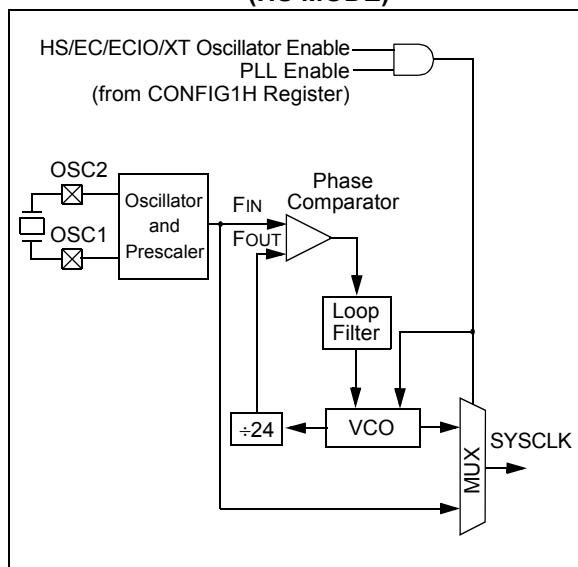 (HS MODE)
HS/EC/ECIO/XT Oscillator Enable
PLL Enable
(from CONFIG1H Register)
OSC2
OSC1
Oscillator
and
Prescaler
FIN
FOUT
Phase
Comparator
Loop
Filter
÷24
VCO
MUX
SYSCLK